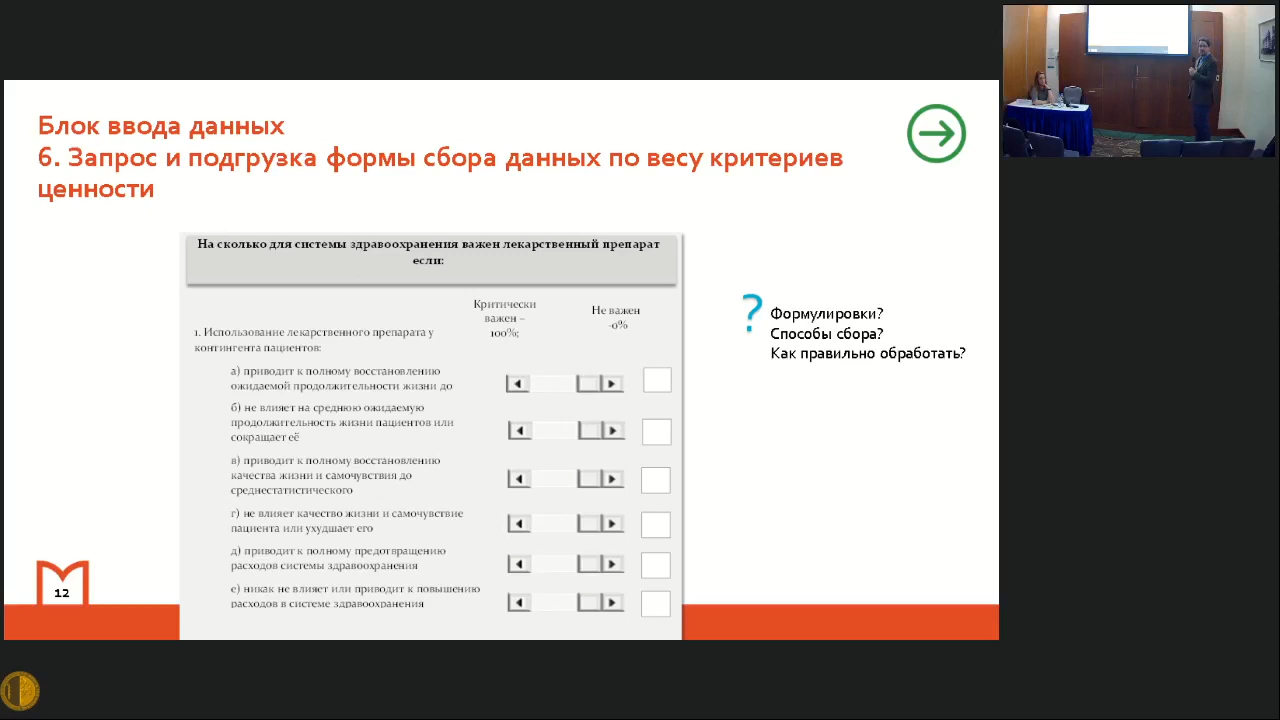 Блок ввода данных
6. Запрос и подгрузка формы сбора данных по весу критериев
ценности
На сколько для системы здравоохранения важен лекарственный препарат
если:
Критически
важен –
100%;
Не важен
-0%
1. Использование лекарственного препарата у
контингента пациентов:
а) приводит к полному восстановлению
ожидаемой продолжительности жизни до
б) не влияет на среднюю ожидаемую
продолжительность жизни пациентов или
сокращает её
в) приводит к полному восстановлению
качества жизни и самочувствия до
среднестатистического
г) не влияет качество жизни и самочувствие
пациента или ухудшает его
д) приводит к полному предотвращению
расходов системы здравоохранения
е) никак не влияет или приводит к повышению
расходов в системе здравоохранения
? Формулировки?
Способы сбора?
Как правильно обработать?
12